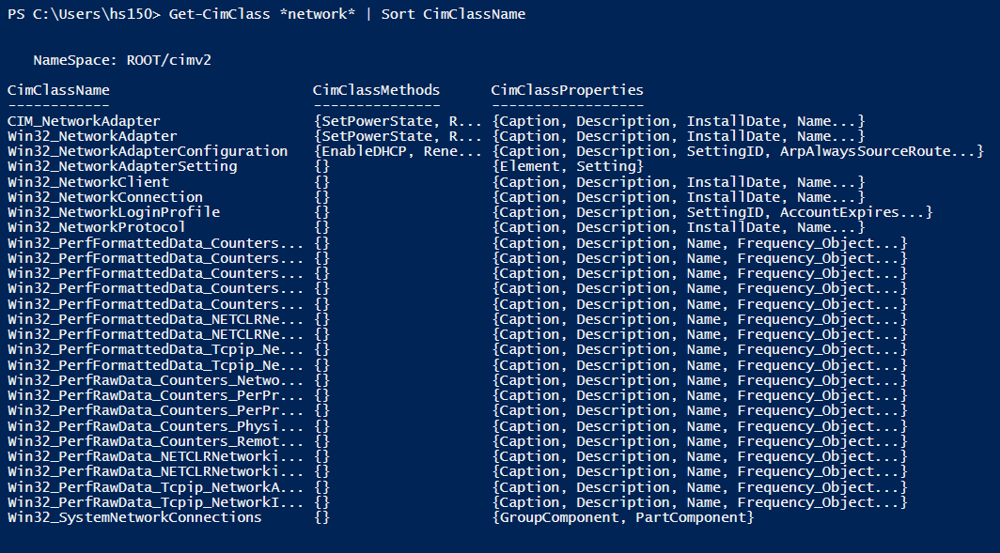 PS C:\Users\hs150> Get-CimClass *network* | Sort CimClassName
NameSpace: ROOT/cimv2
CimClassName CimClassMethods CimClassProperties
------------ --------------- ------------------
CIM_NetworkAdapter {SetPowerState, R... {Caption, Description, InstallDate, Name...}
Win32_NetworkAdapter {SetPowerState, R... {Caption, Description, InstallDate, Name...}
Win32_NetworkAdapterConfiguration {EnableDHCP, Rene... {Caption, Description, SettingID, ArpAlwaysSourceRoute...}
Win32_NetworkAdapterSetting {} {Element, Setting}
Win32_NetworkClient {} {Caption, Description, InstallDate, Name...}
Win32_NetworkConnection {} {Caption, Description, InstallDate, Name...}
Win32_NetworkLoginProfile {} {Caption, Description, SettingID, AccountExpires...}
Win32_NetworkProtocol {} {Caption, Description, InstallDate, Name...}
Win32_PerfFormattedData_Counters... {} {Caption, Description, Name, Frequency_Object...}
Win32_PerfFormattedData_Counters... {} {Caption, Description, Name, Frequency_Object...}
Win32_PerfFormattedData_Counters... {} {Caption, Description, Name, Frequency_Object...}
Win32_PerfFormattedData_Counters... {} {Caption, Description, Name, Frequency_Object...}
Win32_PerfFormattedData_Counters... {} {Caption, Description, Name, Frequency_Object...}
Win32_PerfFormattedData_NETCLRNe... {} {Caption, Description, Name, Frequency_Object...}
Win32_PerfFormattedData_NETCLRNe... {} {Caption, Description, Name, Frequency_Object...}
Win32_PerfFormattedData_Tcpip_Ne... {} {Caption, Description, Name, Frequency_Object...}
Win32_PerfFormattedData_Tcpip_Ne... {} {Caption, Description, Name, Frequency_Object...}
Win32_PerfRawData_Counters_Netwo... {} {Caption, Description, Name, Frequency_Object...}
Win32_PerfRawData_Counters_PerPr... {} {Caption, Description, Name, Frequency_Object...}
Win32_PerfRawData_Counters_PerPr... {} {Caption, Description, Name, Frequency_Object...}
Win32_PerfRawData_Counters_Physi... {} {Caption, Description, Name, Frequency_Object...}
Win32_PerfRawData_Counters_Remot... {} {Caption, Description, Name, Frequency_Object...}
Win32_PerfRawData_NETCLRNetworki... {} {Caption, Description, Name, Frequency_Object...}
Win32_PerfRawData_NETCLRNetworki... {} {Caption, Description, Name, Frequency_Object...}
Win32_PerfRawData_Tcpip_NetworkA... {} {Caption, Description, Name, Frequency_Object...}
Win32_PerfRawData_Tcpip_NetworkI... {} {Caption, Description, Name, Frequency_Object...}
Win32_SystemNetworkConnections {} {GroupComponent, PartComponent}